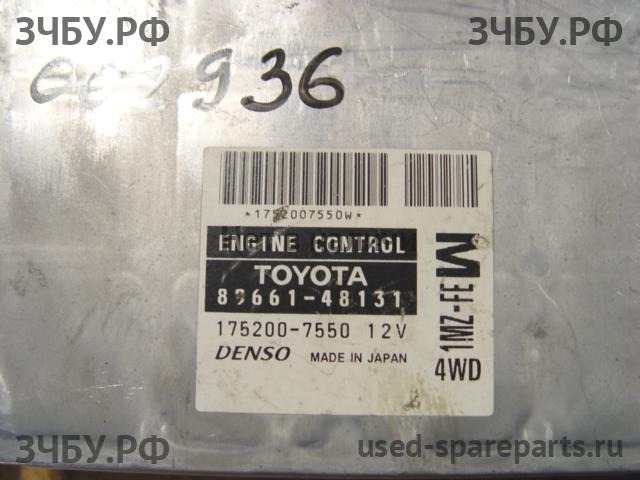 ЗЧБУ.РФ ЗЧБУ.РФ
002936
*1752007550W*
ENGINE CONTROL
TOYOTA
89661-48131
175200-7550 12V
DENSO MADE IN JAPAN
W
1MZ-FE
4WD
ЗЧБУ.РФ used-spareparts.ru